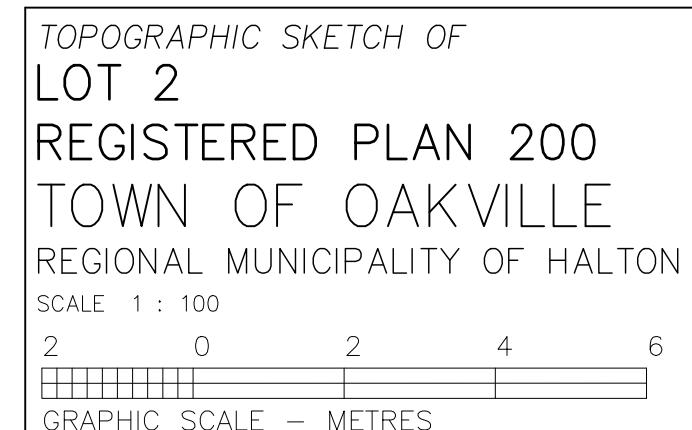 TOPOGRAPHIC SKETCH OF
LOT 2
REGISTERED PLAN 200
TOWN OF OAKVILLE
REGIONAL MUNICIPALITY OF HALTON
SCALE 1 : 100
2 0 2 4 6
GRAPHIC SCALE – METRES